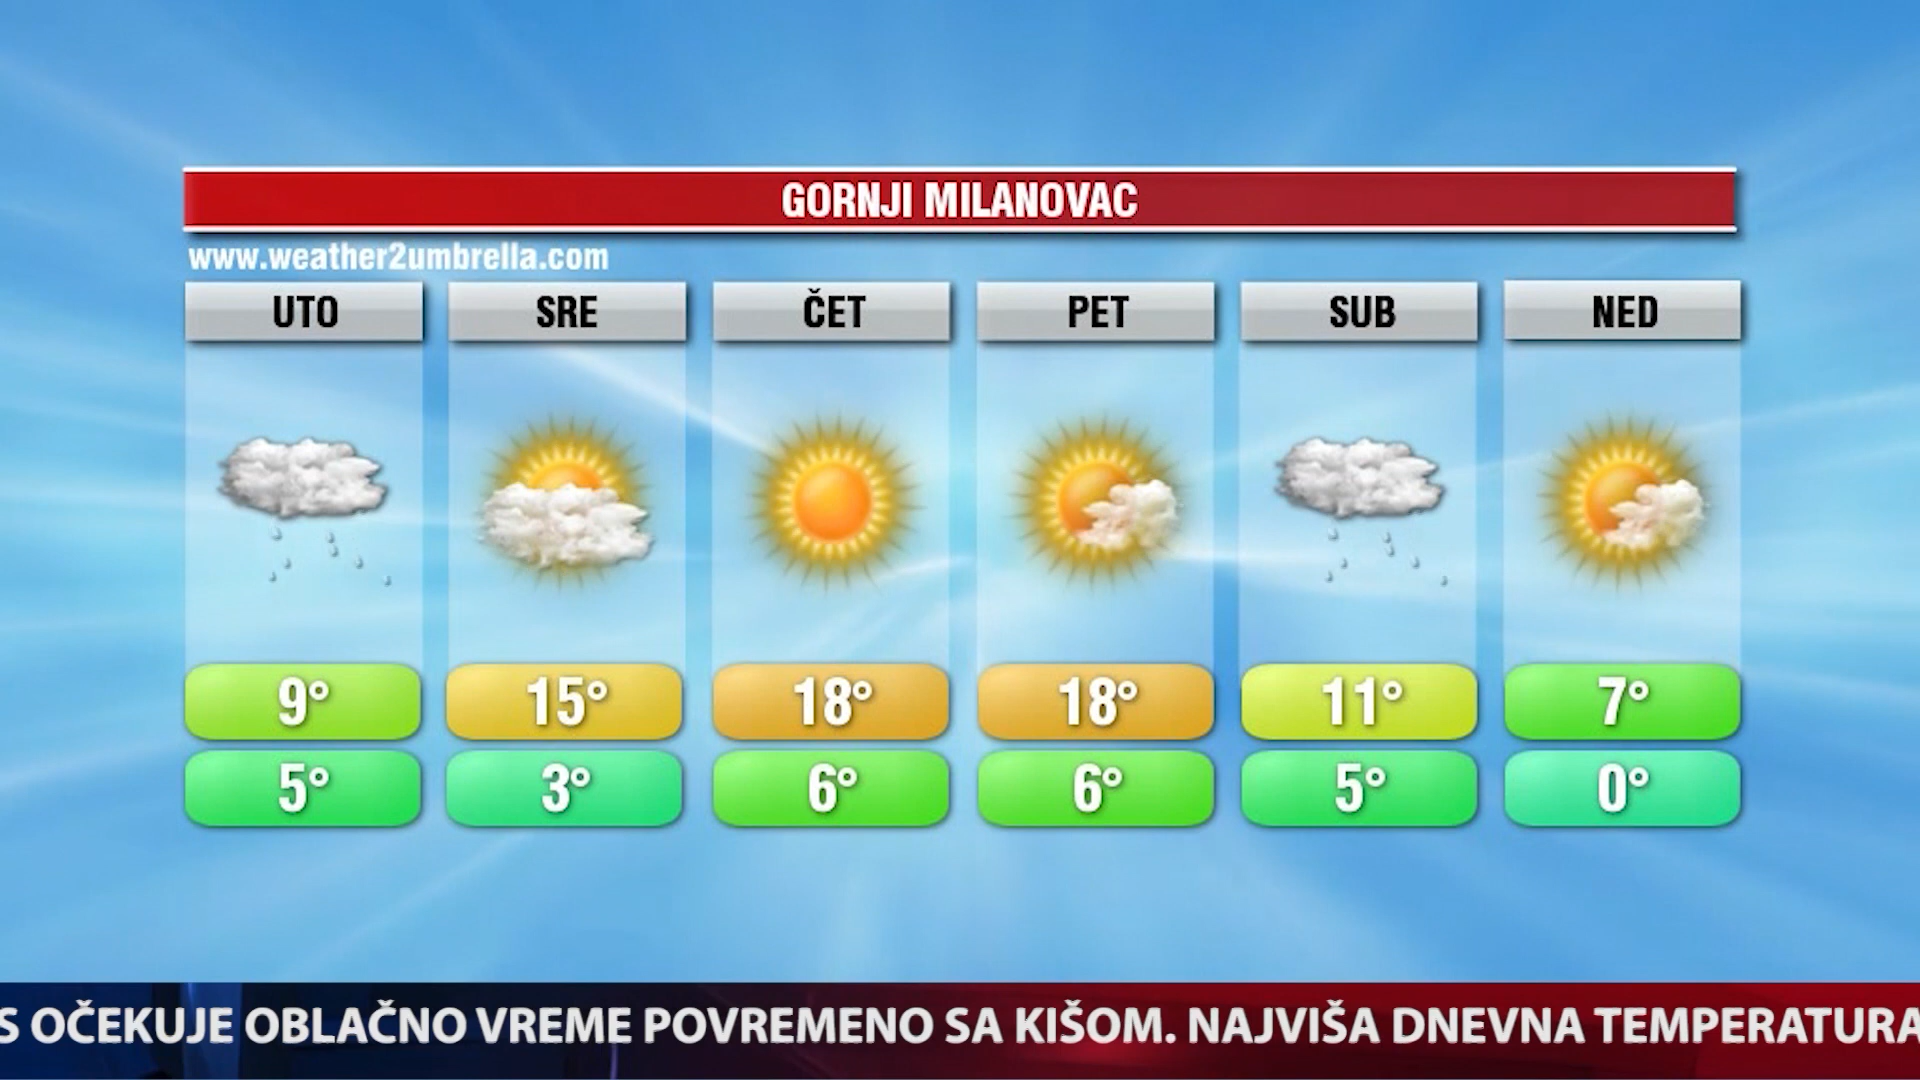 GORNJI MILANOVAC
www.weather2umbrella.com
UTO SRE ČET PET SUB NED
9° 15° 18° 18° 11° 7°
5° 3° 6° 6° 5° 0°
S OČEKUJE OBLAČNO VREME POVREMENO SA KIŠOM. NAJVIŠA DNEVNA TEMPERATURA